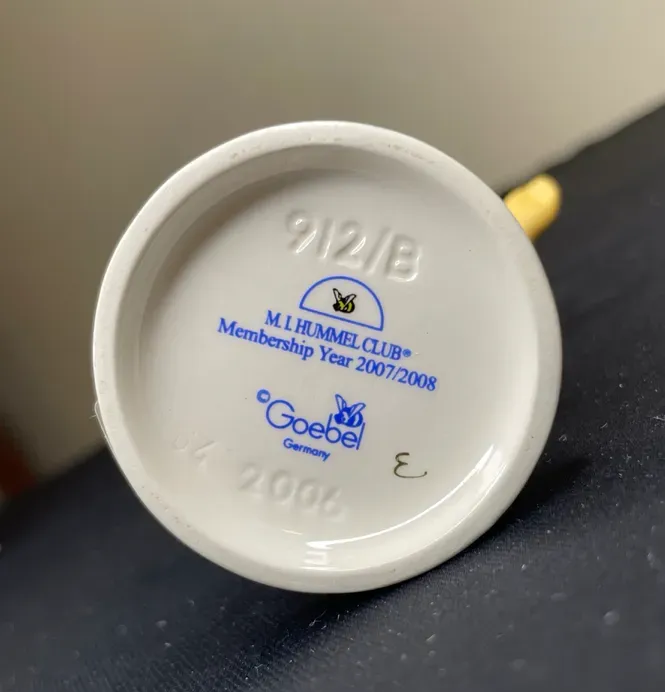 912/B
M. I. HUMMEL CLUB®
Membership Year 2007/2008
© Goebel
Germany
ε
2006